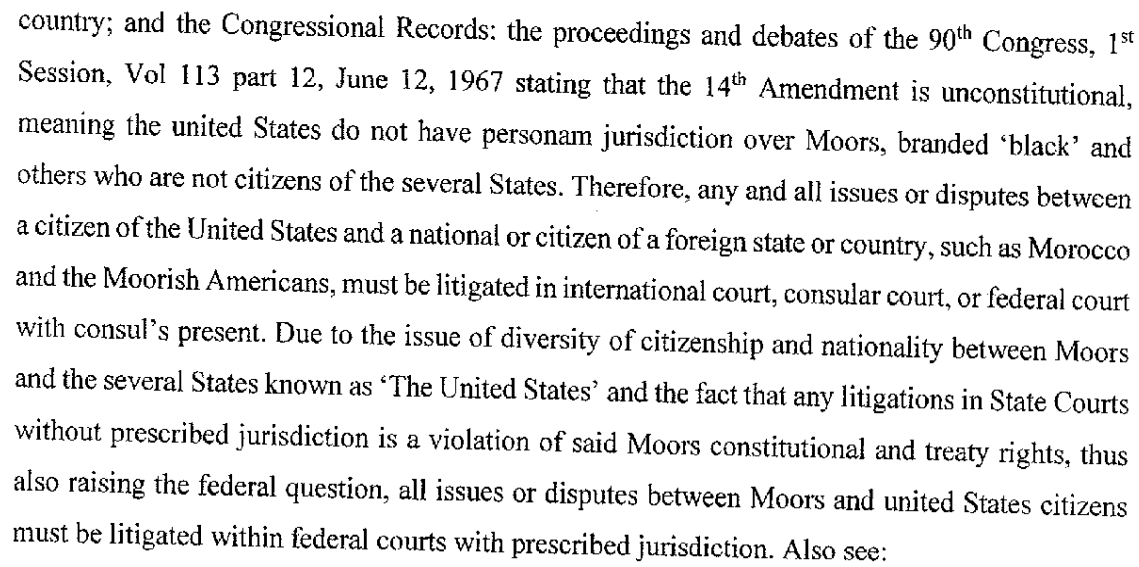 country; and the Congressional Records: the proceedings and debates of the 90th Congress, 1st
Session, Vol 113 part 12, June 12, 1967 stating that the 14th Amendment is unconstitutional,
meaning the united States do not have personam jurisdiction over Moors, branded ‘black’ and
others who are not citizens of the several States. Therefore, any and all issues or disputes between
a citizen of the United States and a national or citizen of a foreign state or country, such as Morocco
and the Moorish Americans, must be litigated in international court, consular court, or federal court
with consul’s present. Due to the issue of diversity of citizenship and nationality between Moors
and the several States known as ‘The United States’ and the fact that any litigations in State Courts
without prescribed jurisdiction is a violation of said Moors constitutional and treaty rights, thus
also raising the federal question, all issues or disputes between Moors and united States citizens
must be litigated within federal courts with prescribed jurisdiction. Also see: